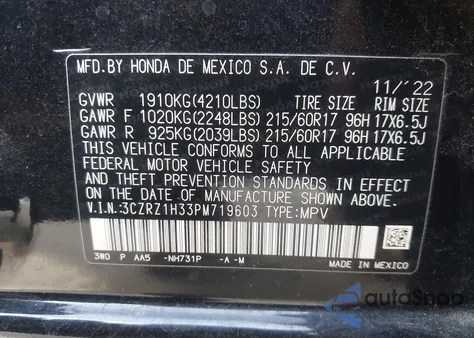 MFD.BY HONDA DE MEXICO S.A. DE C.V.
11/'22
GVWR 1910KG(4210LBS) TIRE SIZE RIM SIZE
GAWR F 1020KG(2248LBS) 215/60R17 96H 17X6.5J
GAWR R 925KG(2039LBS) 215/60R17 96H 17X6.5J
THIS VEHICLE CONFORMS TO ALL APPLICABLE
FEDERAL MOTOR VEHICLE SAFETY
AND THEFT PREVENTION STANDARDS IN EFFECT
ON THE DATE OF MANUFACTURE SHOWN ABOVE.
V.I.N.:3CZRZ1H33PM719603 TYPE:MPV
3W0 P AA5 -NH731P -A -M MADE IN MEXICO
autoSnap